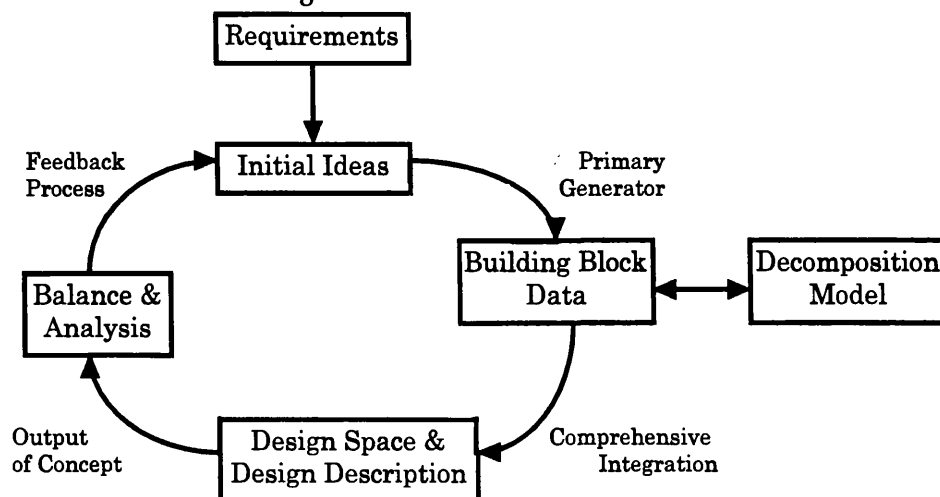 Requirements
Feedback
Process
Initial Ideas
Primary
Generator
Building Block
Data
Decomposition
Model
Balance &
Analysis
Output
of Concept
Design Space &
Design Description
Comprehensive
Integration